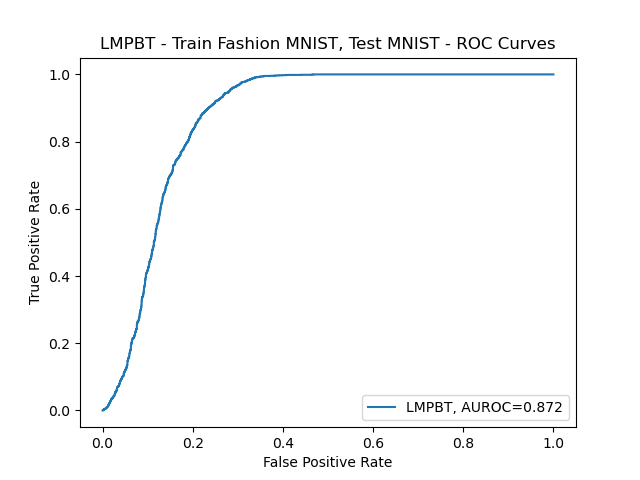 LMPBT - Train Fashion MNIST, Test MNIST - ROC Curves
1.0
0.8
0.6
0.4
0.2
0.0
True Positive Rate
LMPBT, AUROC=0.872
0.0 0.2 0.4 0.6 0.8 1.0
False Positive Rate